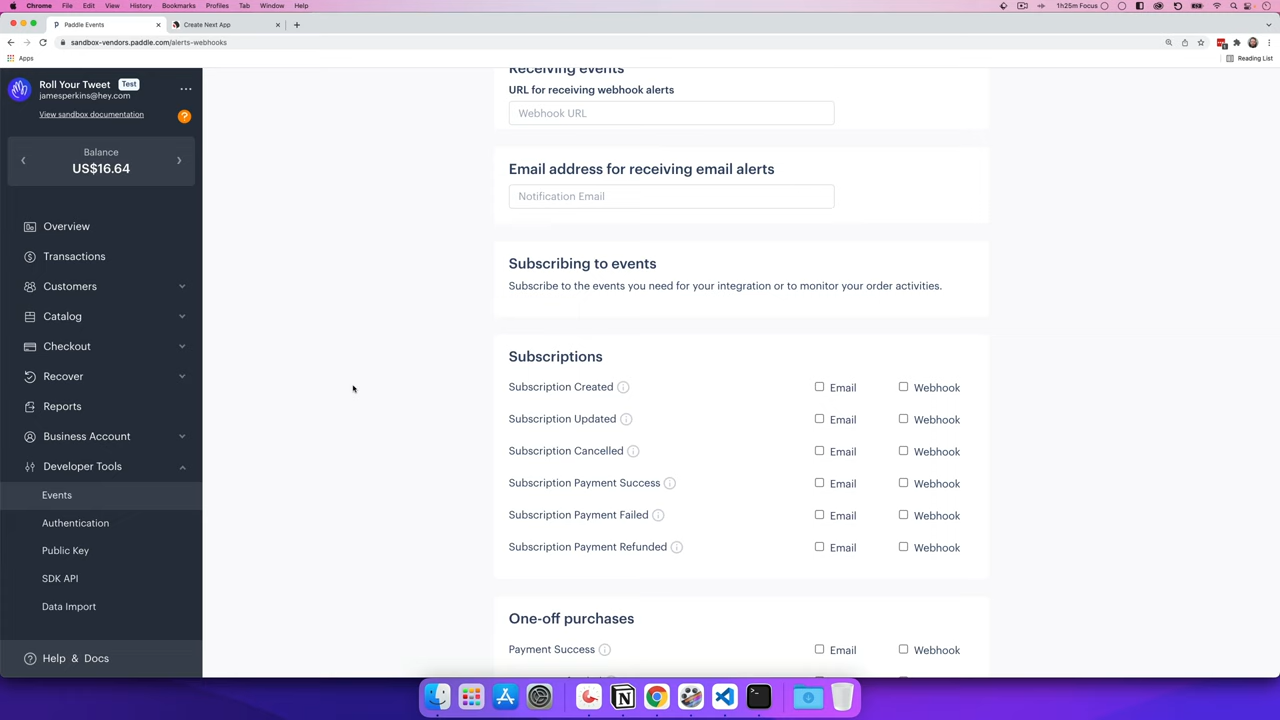 Chrome File Edit View History Bookmarks Profiles Tab Window Help
1h25m Focus
Paddle Events
Create Next App
sandbox-vendors.paddle.com/alerts-webhooks
Apps
Reading List
Roll Your Tweet Test
jamesperkins@hey.com
View sandbox documentation
?
Balance
US$16.64
Overview
Transactions
Customers
Catalog
Checkout
Recover
Reports
Business Account
Developer Tools
Events
Authentication
Public Key
SDK API
Data Import
Help & Docs
Receiving events
URL for receiving webhook alerts
Webhook URL
Email address for receiving email alerts
Notification Email
Subscribing to events
Subscribe to the events you need for your integration or to monitor your order activities.
Subscriptions
Subscription Created Email Webhook
Subscription Updated Email Webhook
Subscription Cancelled Email Webhook
Subscription Payment Success Email Webhook
Subscription Payment Failed Email Webhook
Subscription Payment Refunded Email Webhook
One-off purchases
Payment Success Email Webhook